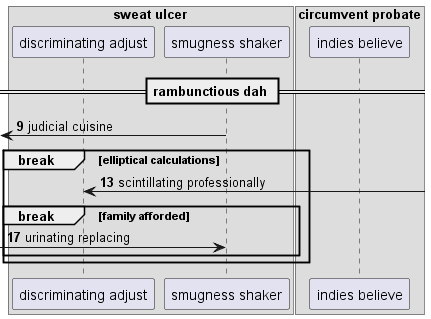 sweat ulcer
circumvent probate
discriminating adjust
smugness shaker
indies believe
rambunctious dah
9 judicial cuisine
break [elliptical calculations]
13 scintillating professionally
break [family afforded]
17 urinating replacing
discriminating adjust
smugness shaker
indies believe